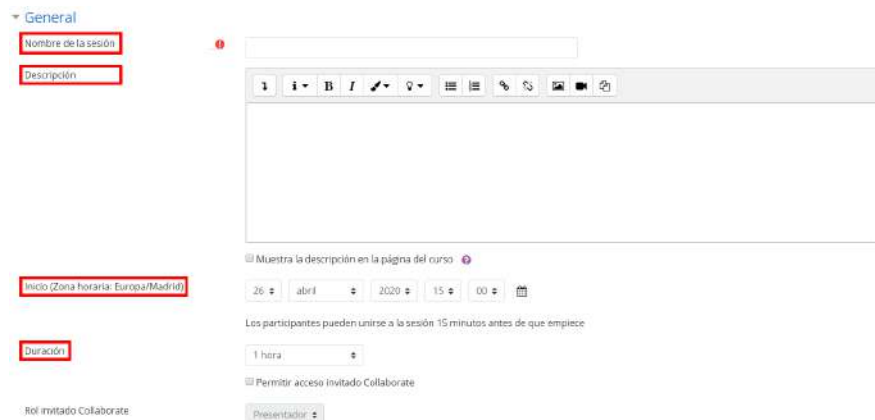 General
Nombre de la sesión
Descripción
B I
Muestra la descripción en la página del curso
Inicio (Zona horaria: Europa/Madrid) 26 abril 2020 15 00
Los participantes pueden unirse a la sesión 15 minutos antes de que empiece
Duración 1 hora
Permitir acceso invitado Collaborate
Rol invitado Collaborate Presentador